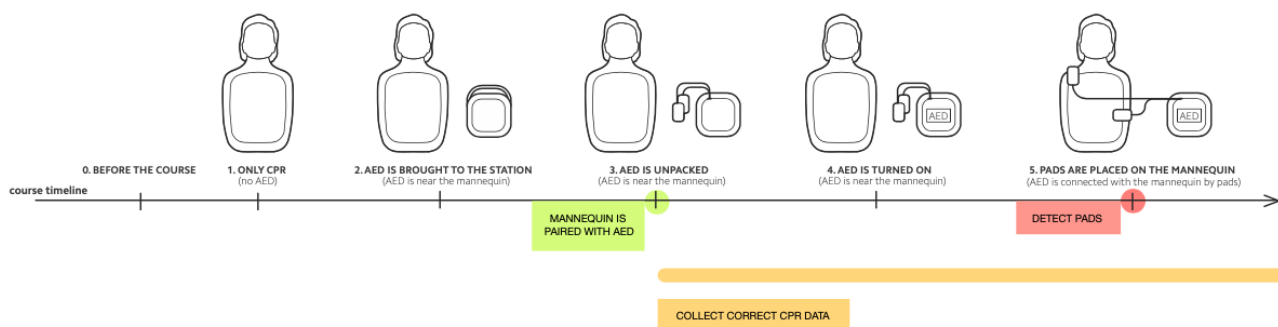 0. BEFORE THE COURSE
1. ONLY CPR
(no AED)
2. AED IS BROUGHT TO THE STATION
(AED is near the mannequin)
3. AED IS UNPACKED
(AED is near the mannequin)
AED
4. AED IS TURNED ON
(AED is near the mannequin)
AED
5. PADS ARE PLACED ON THE MANNEQUIN
(AED is connected with the mannequin by pads)
course timeline
MANNEQUIN IS
PAIRED WITH AED
DETECT PADS
COLLECT CORRECT CPR DATA